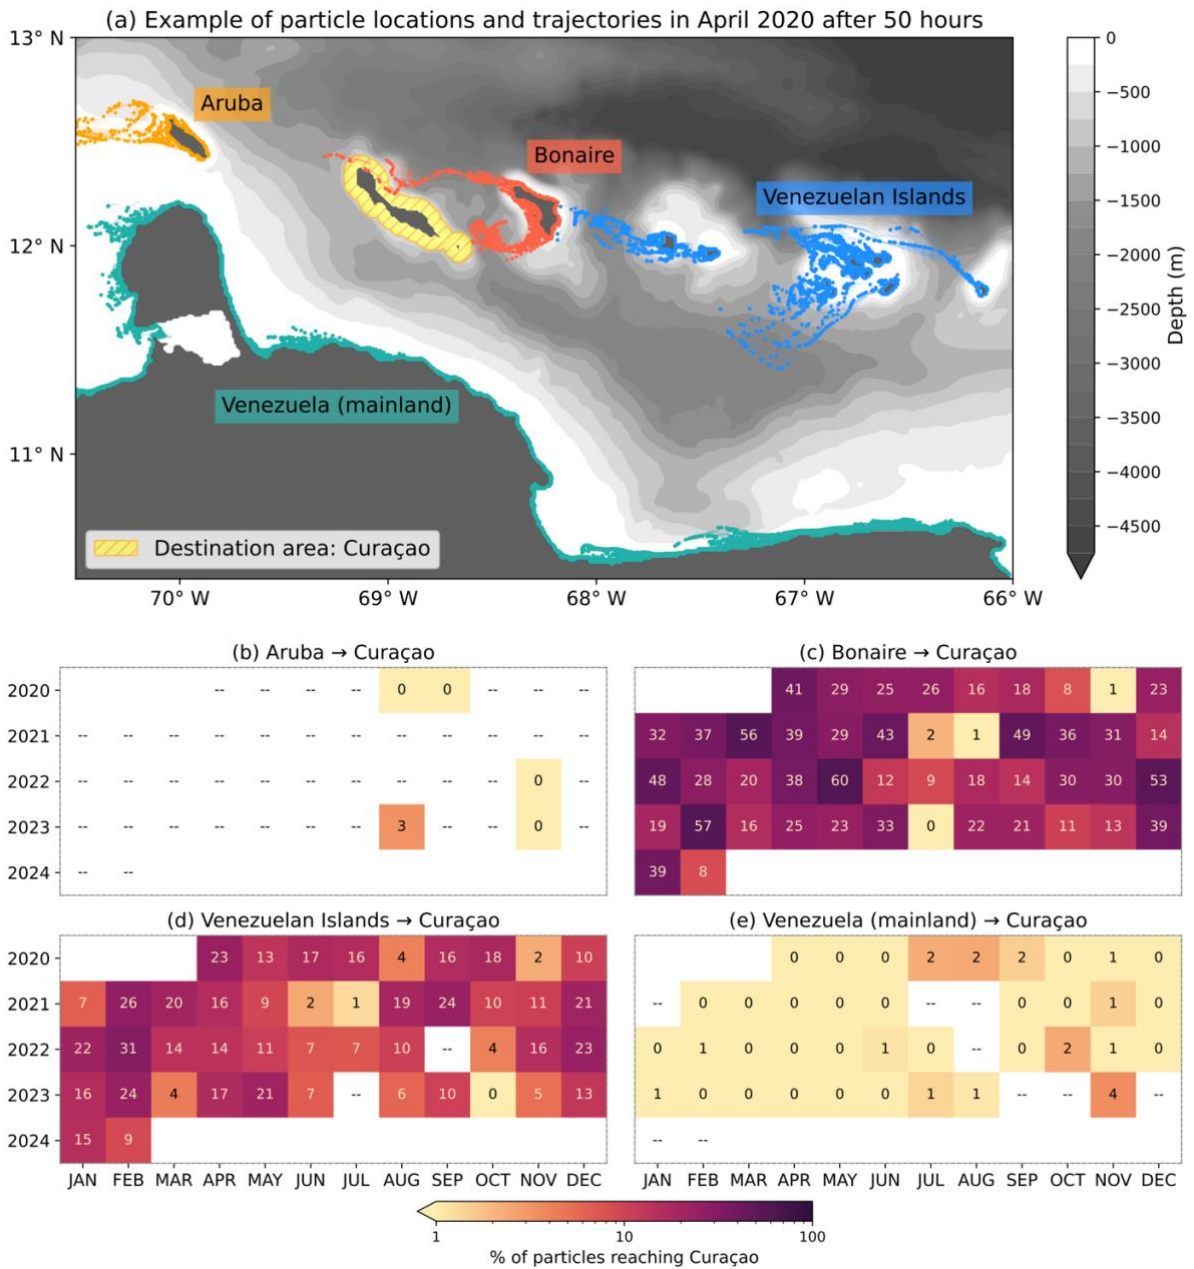 (a) Example of particle locations and trajectories in April 2020 after 50 hours
13° N
12° N
11° N
Aruba
Bonaire
Venezuelan Islands
Venezuela (mainland)
Destination area: Curaçao
70° W 69° W 68° W 67° W 66° W
0
−500
−1000
−1500
−2000
−2500
−3000
−3500
−4000
−4500
Depth (m)
(b) Aruba → Curaçao
2020 -- -- -- -- 0 0 -- -- --
2021 -- -- -- -- -- -- -- -- -- -- -- --
2022 -- -- -- -- -- -- -- -- -- -- 0 --
2023 -- -- -- -- -- -- -- 3 -- -- 0 --
2024 -- --
(c) Bonaire → Curaçao
41 29 25 26 16 18 8 1 23
32 37 56 39 29 43 2 1 49 36 31 14
48 28 20 38 60 12 9 18 14 30 30 53
19 57 16 25 23 33 0 22 21 11 13 39
39 8
(d) Venezuelan Islands → Curaçao
2020 23 13 17 16 4 16 18 2 10
2021 7 26 20 16 9 2 1 19 24 10 11 21
2022 22 31 14 14 11 7 7 10 -- 4 16 23
2023 16 24 4 17 21 7 -- 6 10 0 5 13
2024 15 9
JAN FEB MAR APR MAY JUN JUL AUG SEP OCT NOV DEC
(e) Venezuela (mainland) → Curaçao
0 0 0 2 2 2 0 1 0
-- 0 0 0 0 0 -- -- 0 0 1 0
0 1 0 0 0 1 0 -- 0 2 1 0
1 0 0 0 0 0 1 1 -- -- 4 --
-- --
JAN FEB MAR APR MAY JUN JUL AUG SEP OCT NOV DEC
1 10 100
% of particles reaching Curaçao